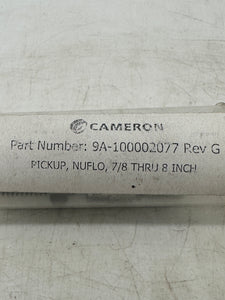 CAMERON
Part Number: 9A-100002077 Rev G
PICKUP, NUFLO, 7/8 THRU 8 INCH